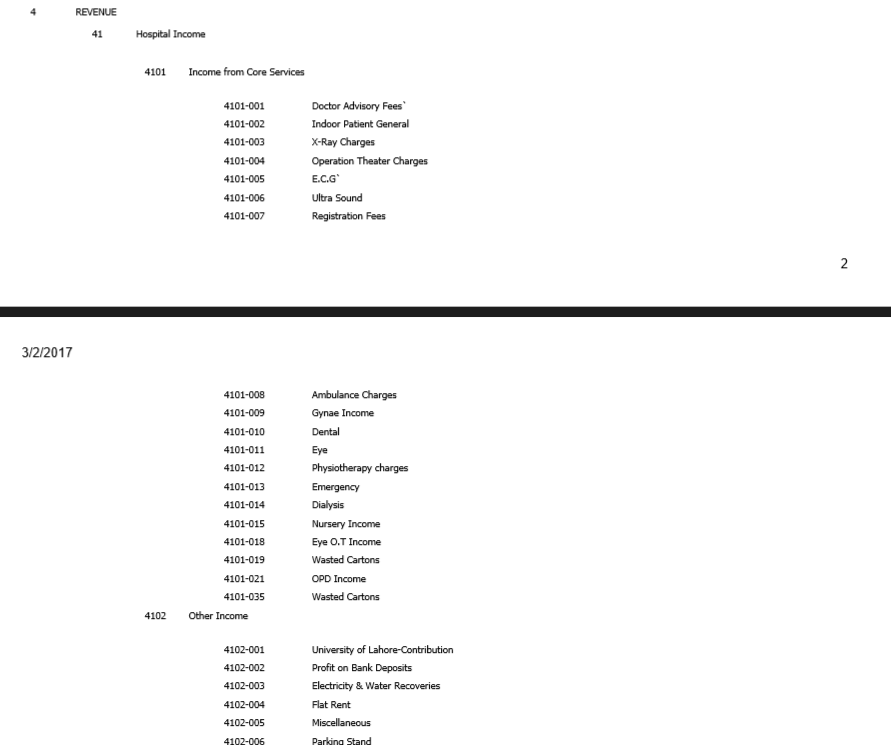 4 REVENUE
41 Hospital Income
4101 Income from Core Services
4101-001 Doctor Advisory Fees`
4101-002 Indoor Patient General
4101-003 X-Ray Charges
4101-004 Operation Theater Charges
4101-005 E.C.G`
4101-006 Ultra Sound
4101-007 Registration Fees
2
3/2/2017
4101-008 Ambulance Charges
4101-009 Gynae Income
4101-010 Dental
4101-011 Eye
4101-012 Physiotherapy charges
4101-013 Emergency
4101-014 Dialysis
4101-015 Nursery Income
4101-018 Eye O.T Income
4101-019 Wasted Cartons
4101-021 OPD Income
4101-035 Wasted Cartons
4102 Other Income
4102-001 University of Lahore-Contribution
4102-002 Profit on Bank Deposits
4102-003 Electricity & Water Recoveries
4102-004 Flat Rent
4102-005 Miscellaneous
4102-006 Parking Stand